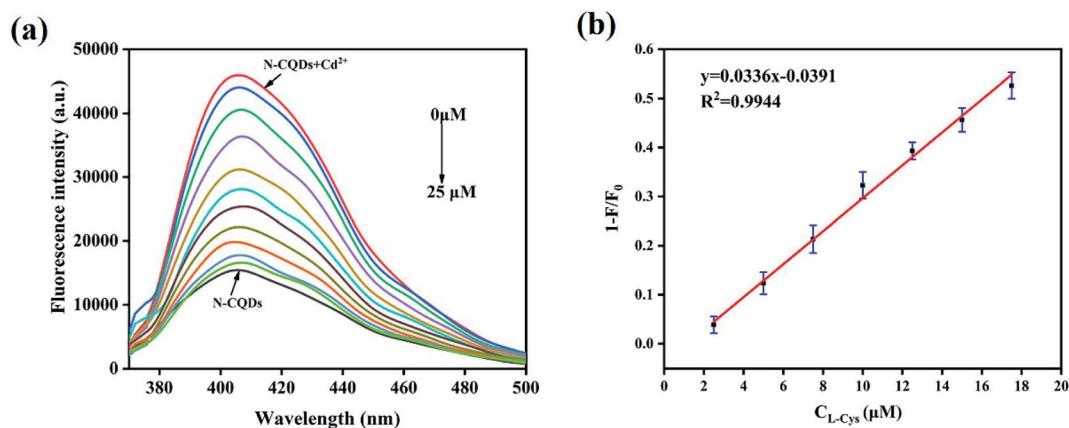 (a)
50000
40000
30000
20000
10000
0
Fluorescence intensity (a.u.)
N-CQDs+Cd²⁺
0μM
25 μM
N-CQDs
380
400
420
440
460
480
500
Wavelength (nm)
(b)
0.6
0.5
0.4
0.3
0.2
0.1
0.0
1-F/F₀
y=0.0336x-0.0391
R²=0.9944
0
2
4
6
8
10
12
14
16
18
20
C_L-Cys (μM)